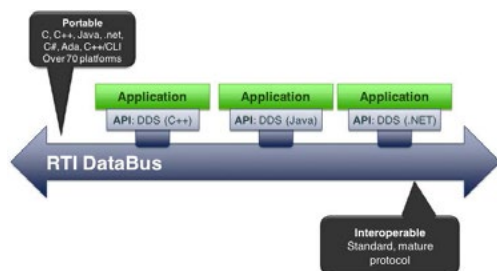 Portable
C, C++, Java, .net,
C#, Ada, C++/CLI
Over 70 platforms
Application
API: DDS (C++)
Application
API: DDS (Java)
Application
API: DDS (.NET)
RTI DataBus
Interoperable
Standard, mature
protocol